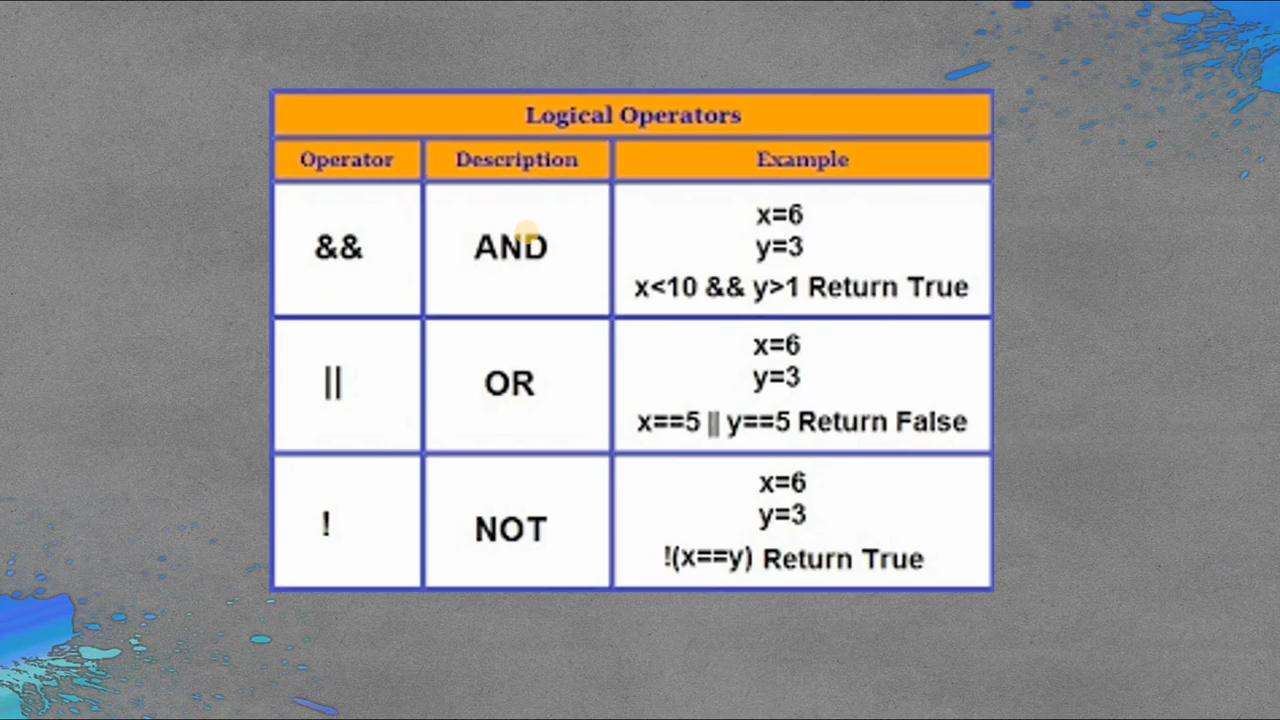 Logical Operators
Operator Description Example
x=6
&& AND y=3
x<10 && y>1 Return True
x=6
|| OR y=3
x==5 || y==5 Return False
x=6
! NOT y=3
!(x==y) Return True